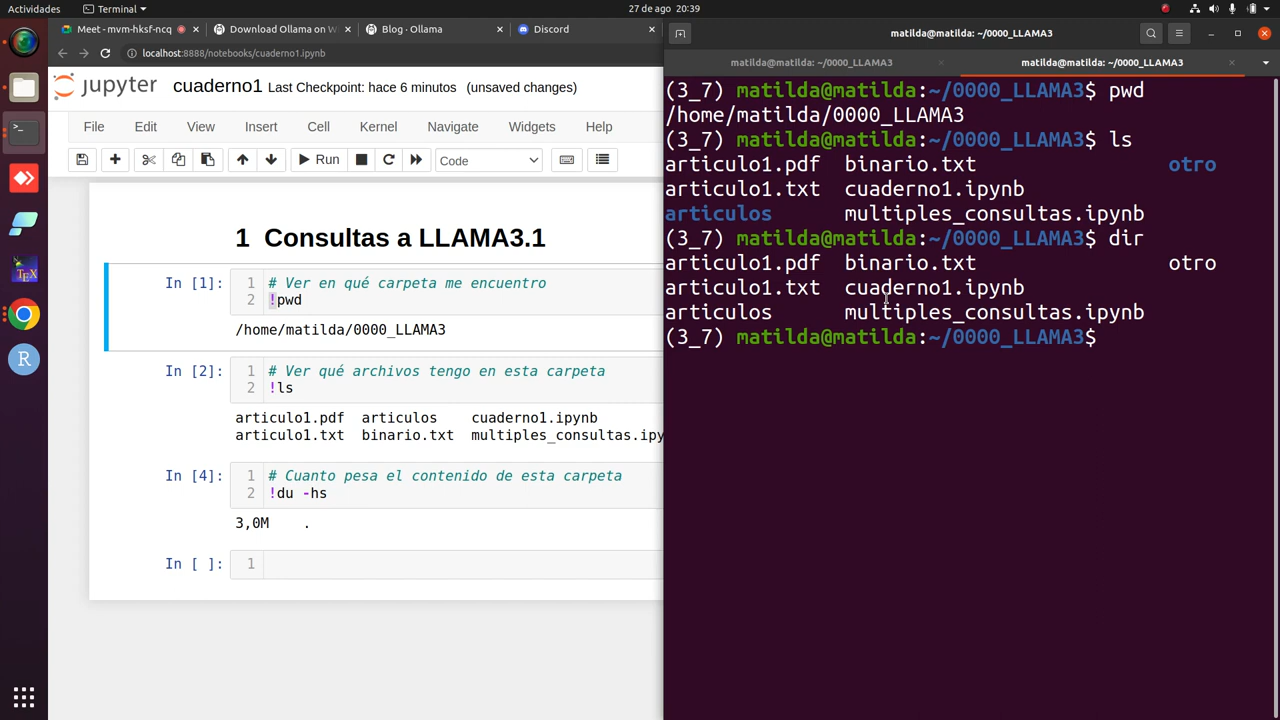 Actividades
Terminal
27 de ago 20:39
Meet - mvm-hksf-ncq
Download Ollama on W
Blog · Ollama
Discord
localhost:8888/notebooks/cuaderno1.ipynb
jupyter cuaderno1 Last Checkpoint: hace 6 minutos (unsaved changes)
File Edit View Insert Cell Kernel Navigate Widgets Help
Run
Code
1 Consultas a LLAMA3.1
In [1]:
1 # Ver en qué carpeta me encuentro
2 !pwd
/home/matilda/0000_LLAMA3
In [2]:
1 # Ver qué archivos tengo en esta carpeta
2 !ls
articulo1.pdf articulos cuaderno1.ipynb
articulo1.txt binario.txt multiples_consultas.ipy
In [4]:
1 # Cuanto pesa el contenido de esta carpeta
2 !du -hs
3,0M .
In [ ]:
1
matilda@matilda: ~/0000_LLAMA3
matilda@matilda: ~/0000_LLAMA3
matilda@matilda: ~/0000_LLAMA3
(3_7) matilda@matilda:~/0000_LLAMA3$ pwd
/home/matilda/0000_LLAMA3
(3_7) matilda@matilda:~/0000_LLAMA3$ ls
articulo1.pdf binario.txt otro
articulo1.txt cuaderno1.ipynb
articulos multiples_consultas.ipynb
(3_7) matilda@matilda:~/0000_LLAMA3$ dir
articulo1.pdf binario.txt otro
articulo1.txt cuaderno1.ipynb
articulos multiples_consultas.ipynb
(3_7) matilda@matilda:~/0000_LLAMA3$
TEX
R